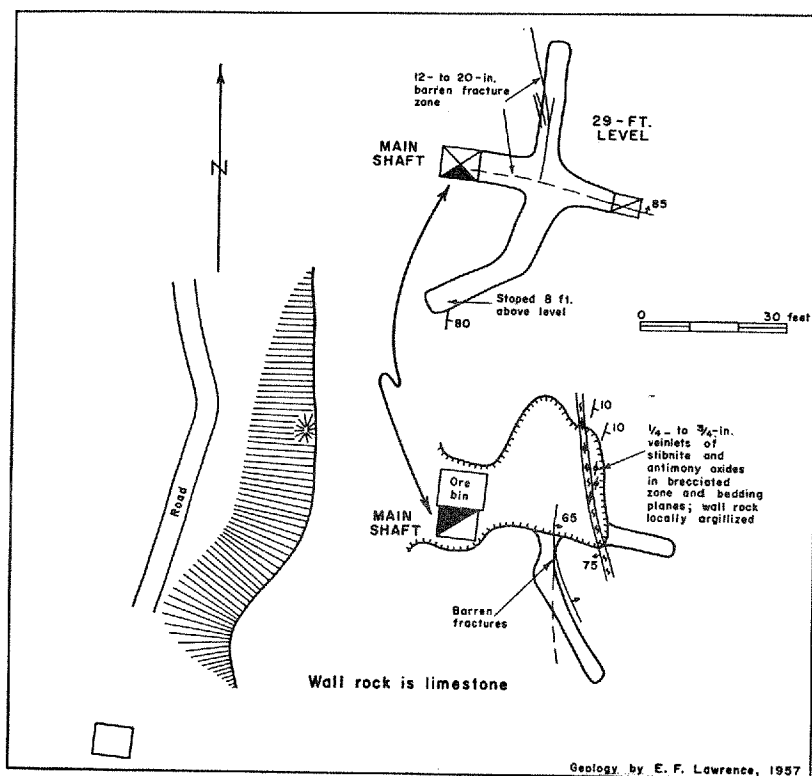 12- to 20-in.
barren fracture
zone
29-FT.
LEVEL
MAIN
SHAFT
N
85
Stoped 8 ft.
above level
80
0 30 feet
10
10
1/4- to 3/4-in.
veinlets of
stibnite and
antimony oxides
in brecciated
zone and bedding
planes; wall rock
locally argillized
Ore
bin
MAIN
SHAFT
65
75
Road
Barren
fractures
Wall rock is limestone
Geology by E. F. Lawrence, 1957